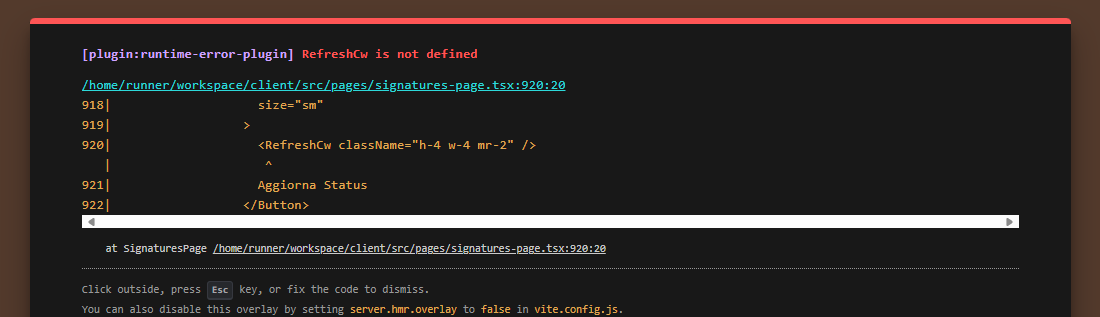 [plugin:runtime-error-plugin] RefreshCw is not defined
/home/runner/workspace/client/src/pages/signatures-page.tsx:920:20
918|                    size="sm"
919|                  >
920|                    <RefreshCw className="h-4 w-4 mr-2" />
   |                     ^
921|                    Aggiorna Status
922|                  </Button>
at SignaturesPage /home/runner/workspace/client/src/pages/signatures-page.tsx:920:20
Click outside, press Esc key, or fix the code to dismiss.
You can also disable this overlay by setting server.hmr.overlay to false in vite.config.js.